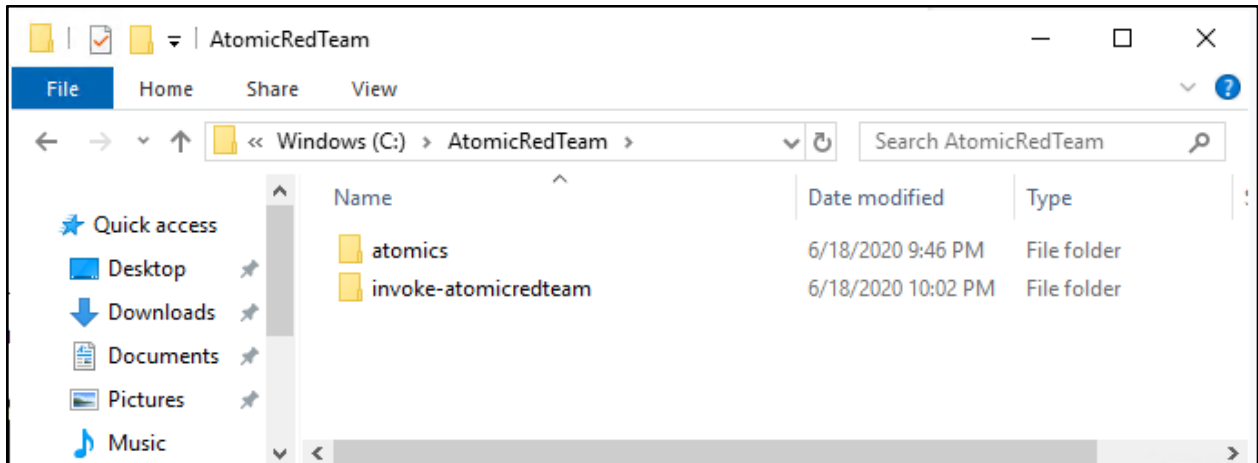 AtomicRedTeam
File Home Share View
« Windows (C:) > AtomicRedTeam > Search AtomicRedTeam
Name Date modified Type
Quick access
Desktop
Downloads
Documents
Pictures
Music
atomics 6/18/2020 9:46 PM File folder
invoke-atomicredteam 6/18/2020 10:02 PM File folder